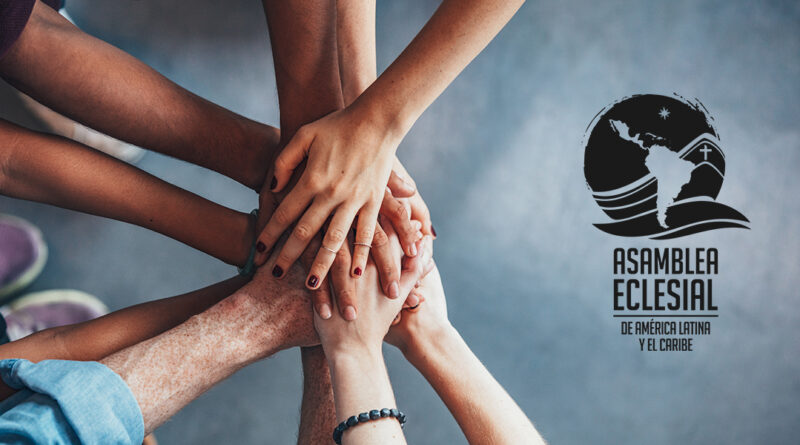 ASAMBLEA
ECLESIAL
DE AMÉRICA LATINA
Y EL CARIBE